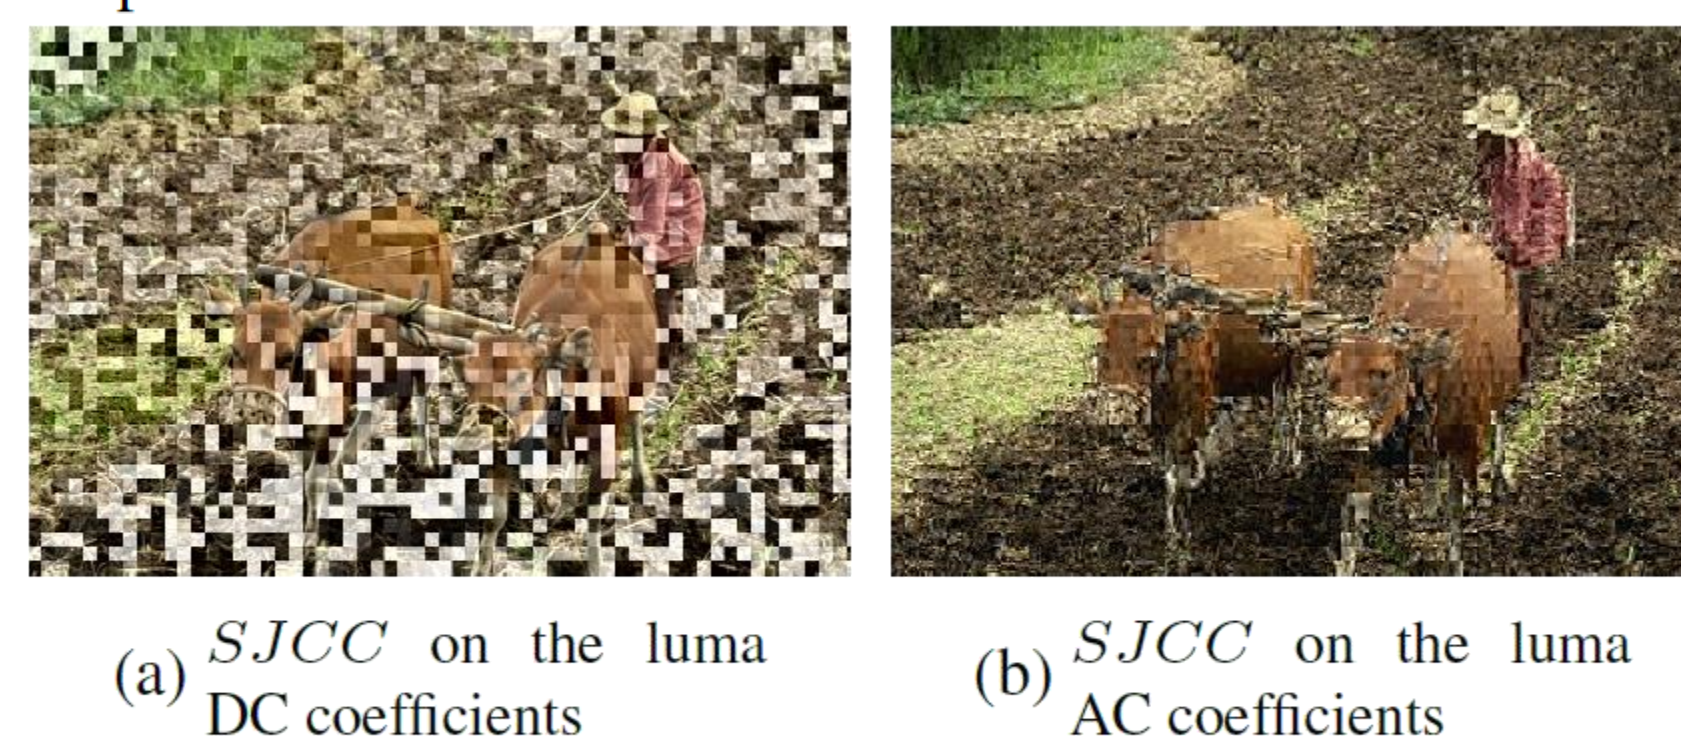 (a) SJCC on the luma
DC coefficients
(b) SJCC on the luma
AC coefficients